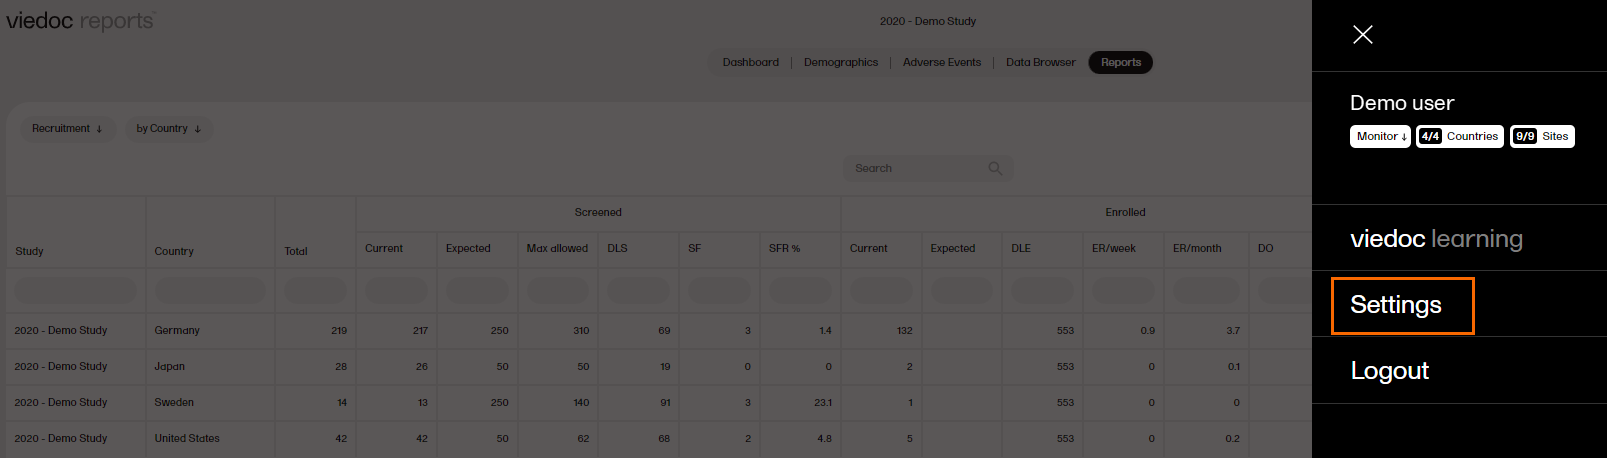 viedoc reports™
2020 - Demo Study
Dashboard | Demographics | Adverse Events | Data Browser Reports
Recruitment ↓ by Country ↓
Search
Screened Enrolled
Study Country Total Current Expected Max allowed DLS SF SFR % Current Expected DLE ER/week ER/month DO
2020 - Demo Study Germany 219 217 250 310 69 3 1.4 132 553 0.9 3.7
2020 - Demo Study Japan 28 26 50 50 19 0 0 2 553 0 0.1
2020 - Demo Study Sweden 14 13 250 140 91 3 23.1 1 553 0 0
2020 - Demo Study United States 42 42 50 62 68 2 4.8 5 553 0 0.2
Demo user
Monitor ↓ 4/4 Countries 9/9 Sites
viedoc learning
Settings
Logout